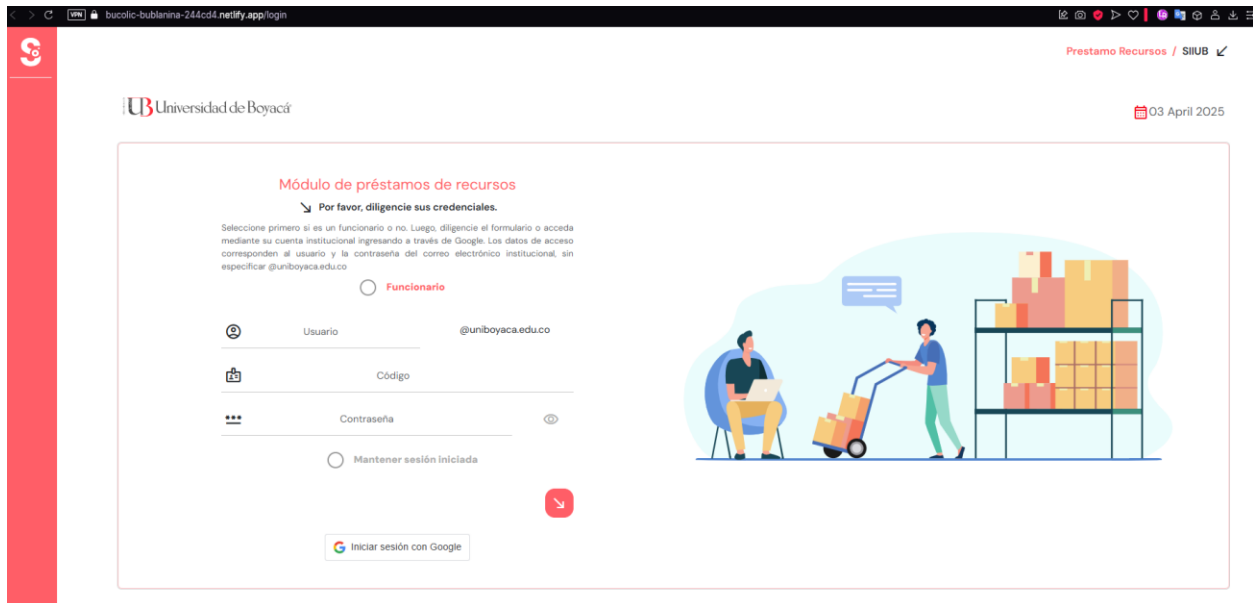 VPN bucolic-bublanina-244cd4.netlify.app/login
Prestamo Recursos / SIIUB
UB Universidad de Boyacá
03 April 2025
Módulo de préstamos de recursos
Por favor, diligencie sus credenciales.
Seleccione primero si es un funcionario o no. Luego, diligencie el formulario o acceda
mediante su cuenta institucional ingresando a través de Google. Los datos de acceso
corresponden al usuario y la contraseña del correo electrónico institucional, sin
especificar @uniboyaca.edu.co
Funcionario
Usuario @uniboyaca.edu.co
Código
Contraseña
Mantener sesión iniciada
Iniciar sesión con Google